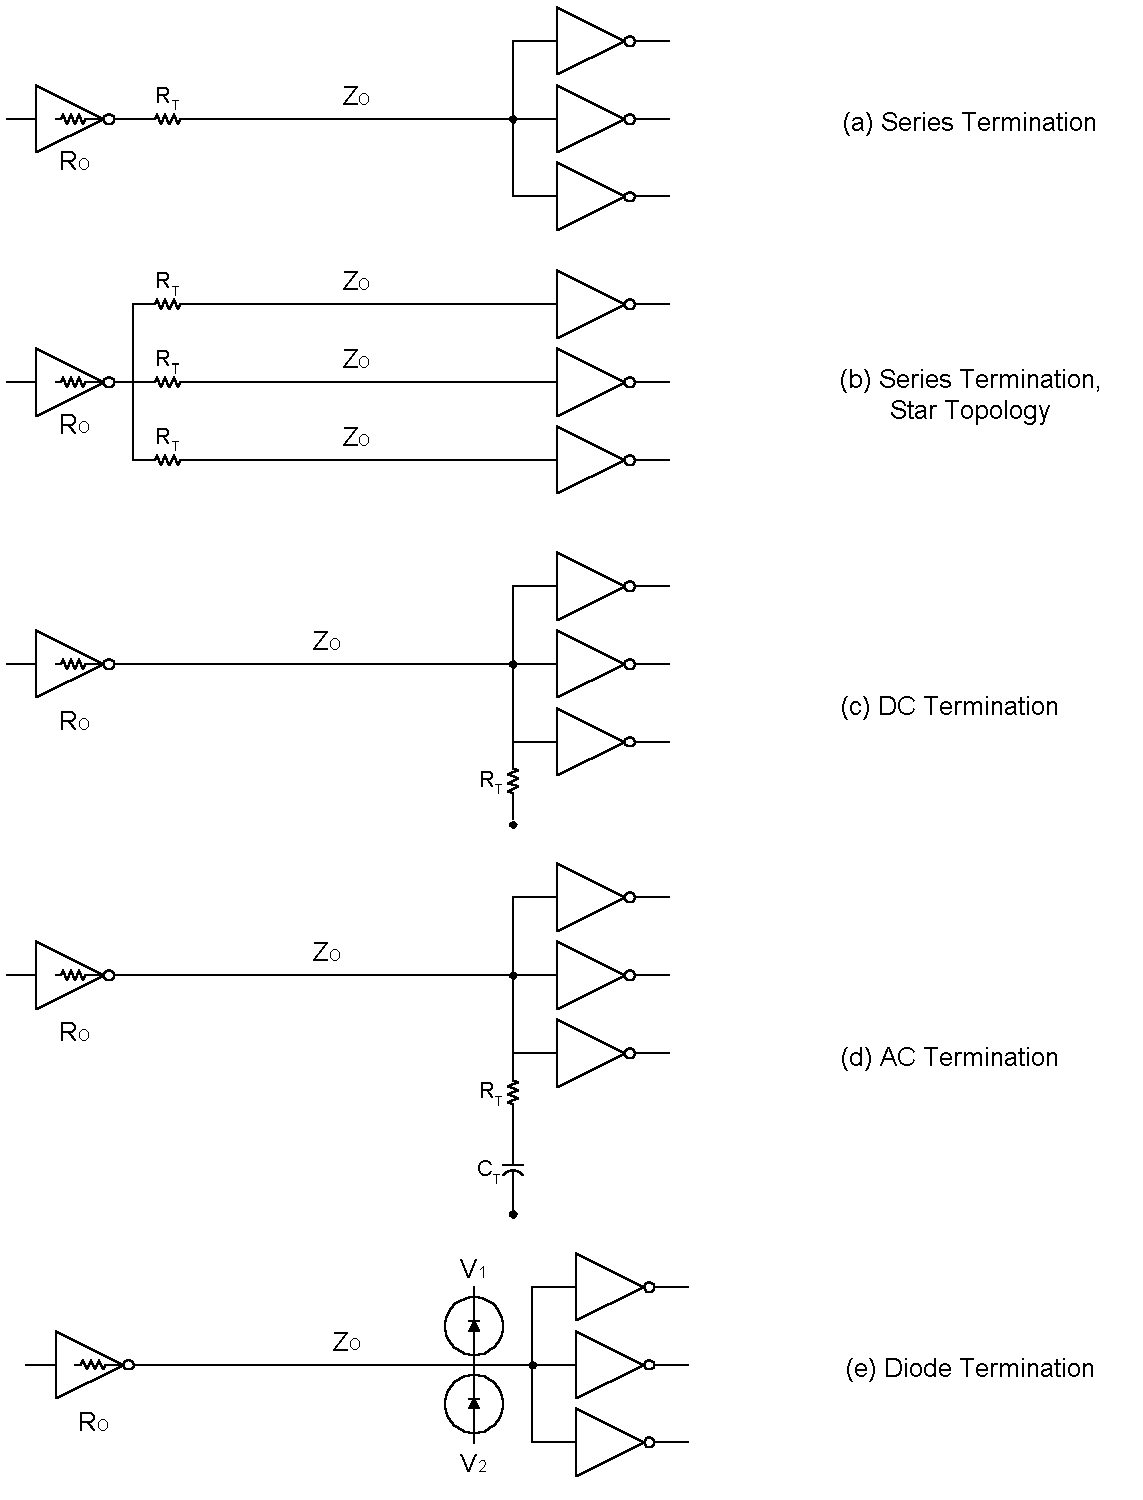 RT
ZO
RO
(a) Series Termination
RT
ZO
RT
ZO
RO
RT
ZO
(b) Series Termination,
Star Topology
ZO
RO
RT
(c) DC Termination
ZO
RO
RT
CT
(d) AC Termination
V1
ZO
RO
V2
(e) Diode Termination